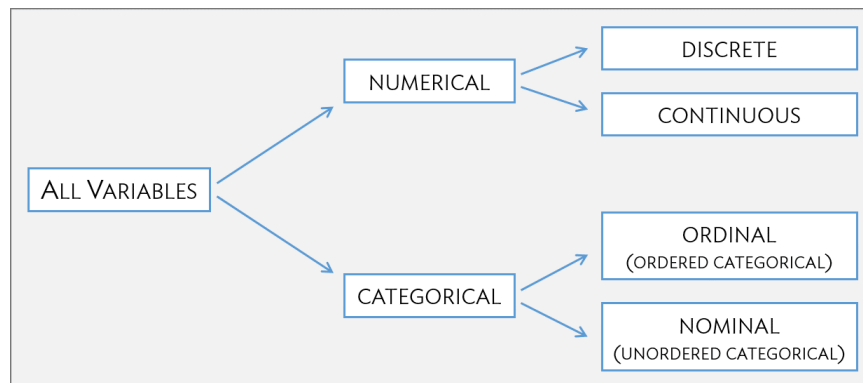 DISCRETE
NUMERICAL
CONTINUOUS
ALL VARIABLES
ORDINAL
(ORDERED CATEGORICAL)
CATEGORICAL
NOMINAL
(UNORDERED CATEGORICAL)